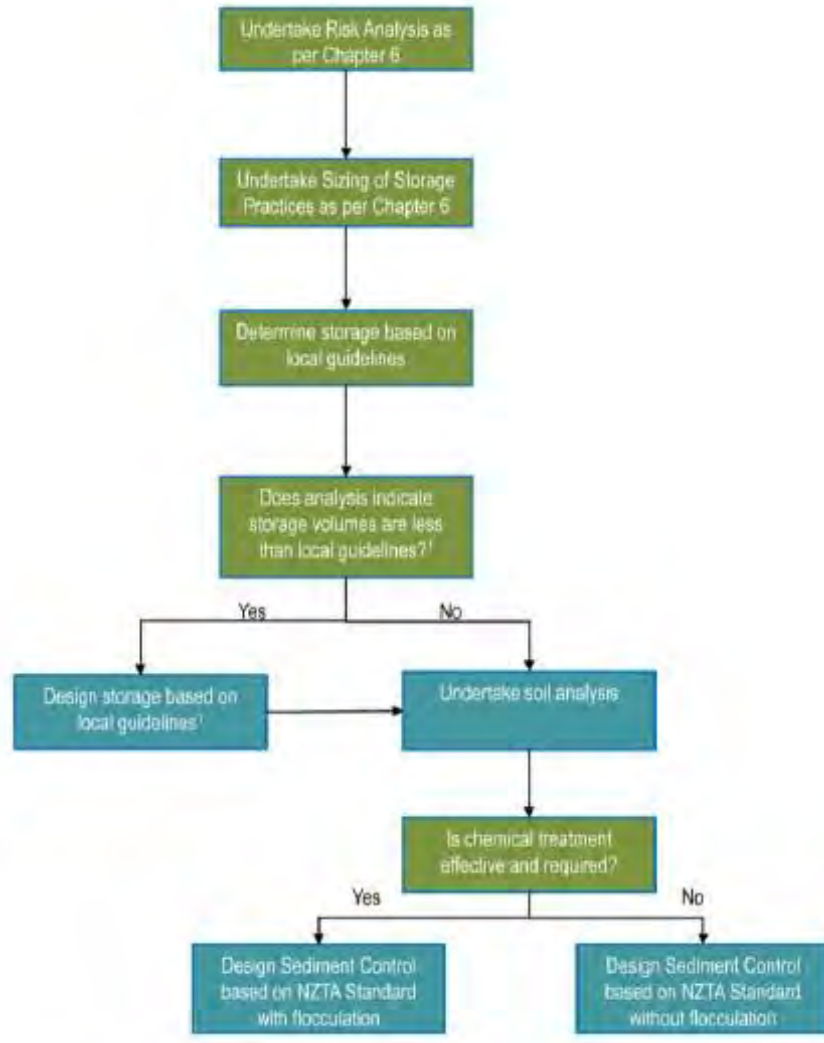 Undertake Risk Analysis as
per Chapter 6
Undertake Sizing of Storage
Practices as per Chapter 6
Determine storage based on
local guidelines
Does analysis indicate
storage volumes are less
than local guidelines?¹
Yes
No
Design storage based on
local guidelines¹
Undertake soil analysis
Is chemical treatment
effective and required?
Yes
No
Design Sediment Control
based on NZTA Standard
with flocculation
Design Sediment Control
based on NZTA Standard
without flocculation